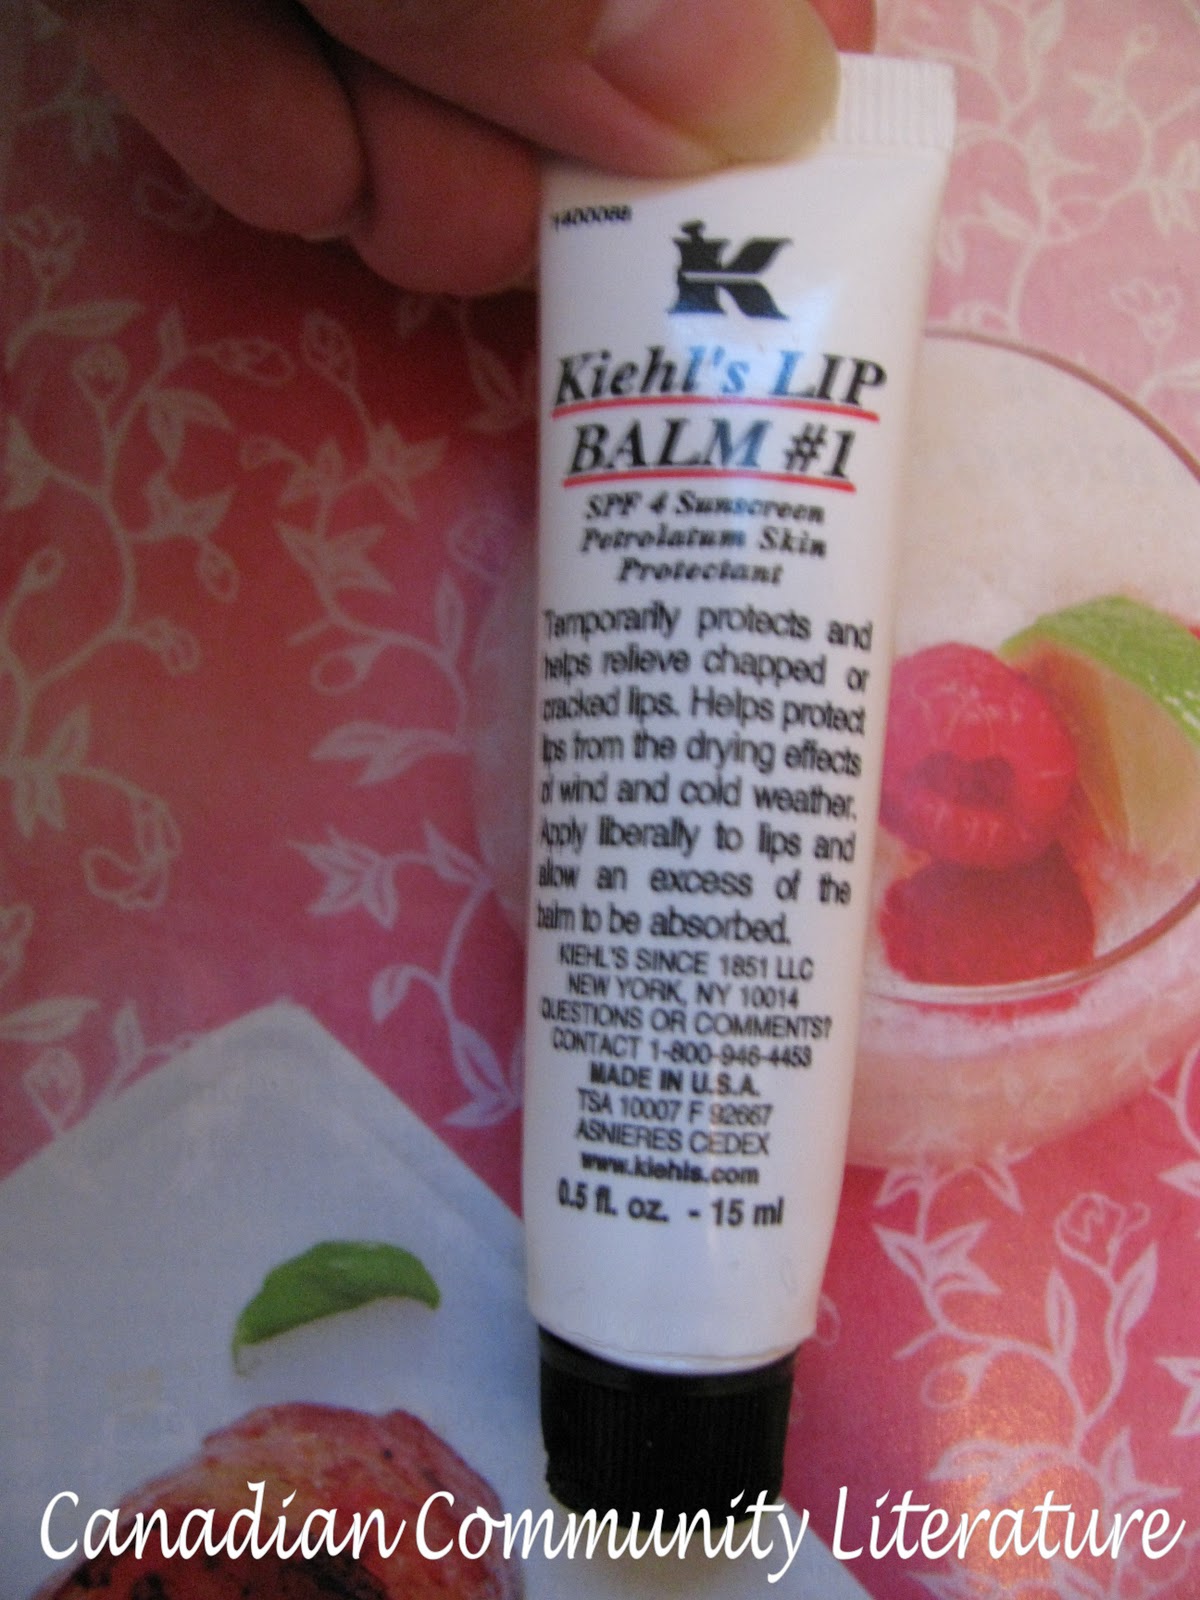 1400088
K
Kiehl's LIP
BALM #1
SPF 4 Sunscreen
Petrolatum Skin
Protectant
Temporarily protects and
helps relieve chapped or
cracked lips. Helps protect
lips from the drying effects
of wind and cold weather.
Apply liberally to lips and
allow an excess of the
balm to be absorbed.
KIEHL'S SINCE 1851 LLC
NEW YORK, NY 10014
QUESTIONS OR COMMENTS?
CONTACT 1-800-946-4453
MADE IN U.S.A.
TSA 10007 F 92667
ASNIERES CEDEX
www.kiehls.com
0.5 fl. oz. - 15 ml
Canadian Community Literature